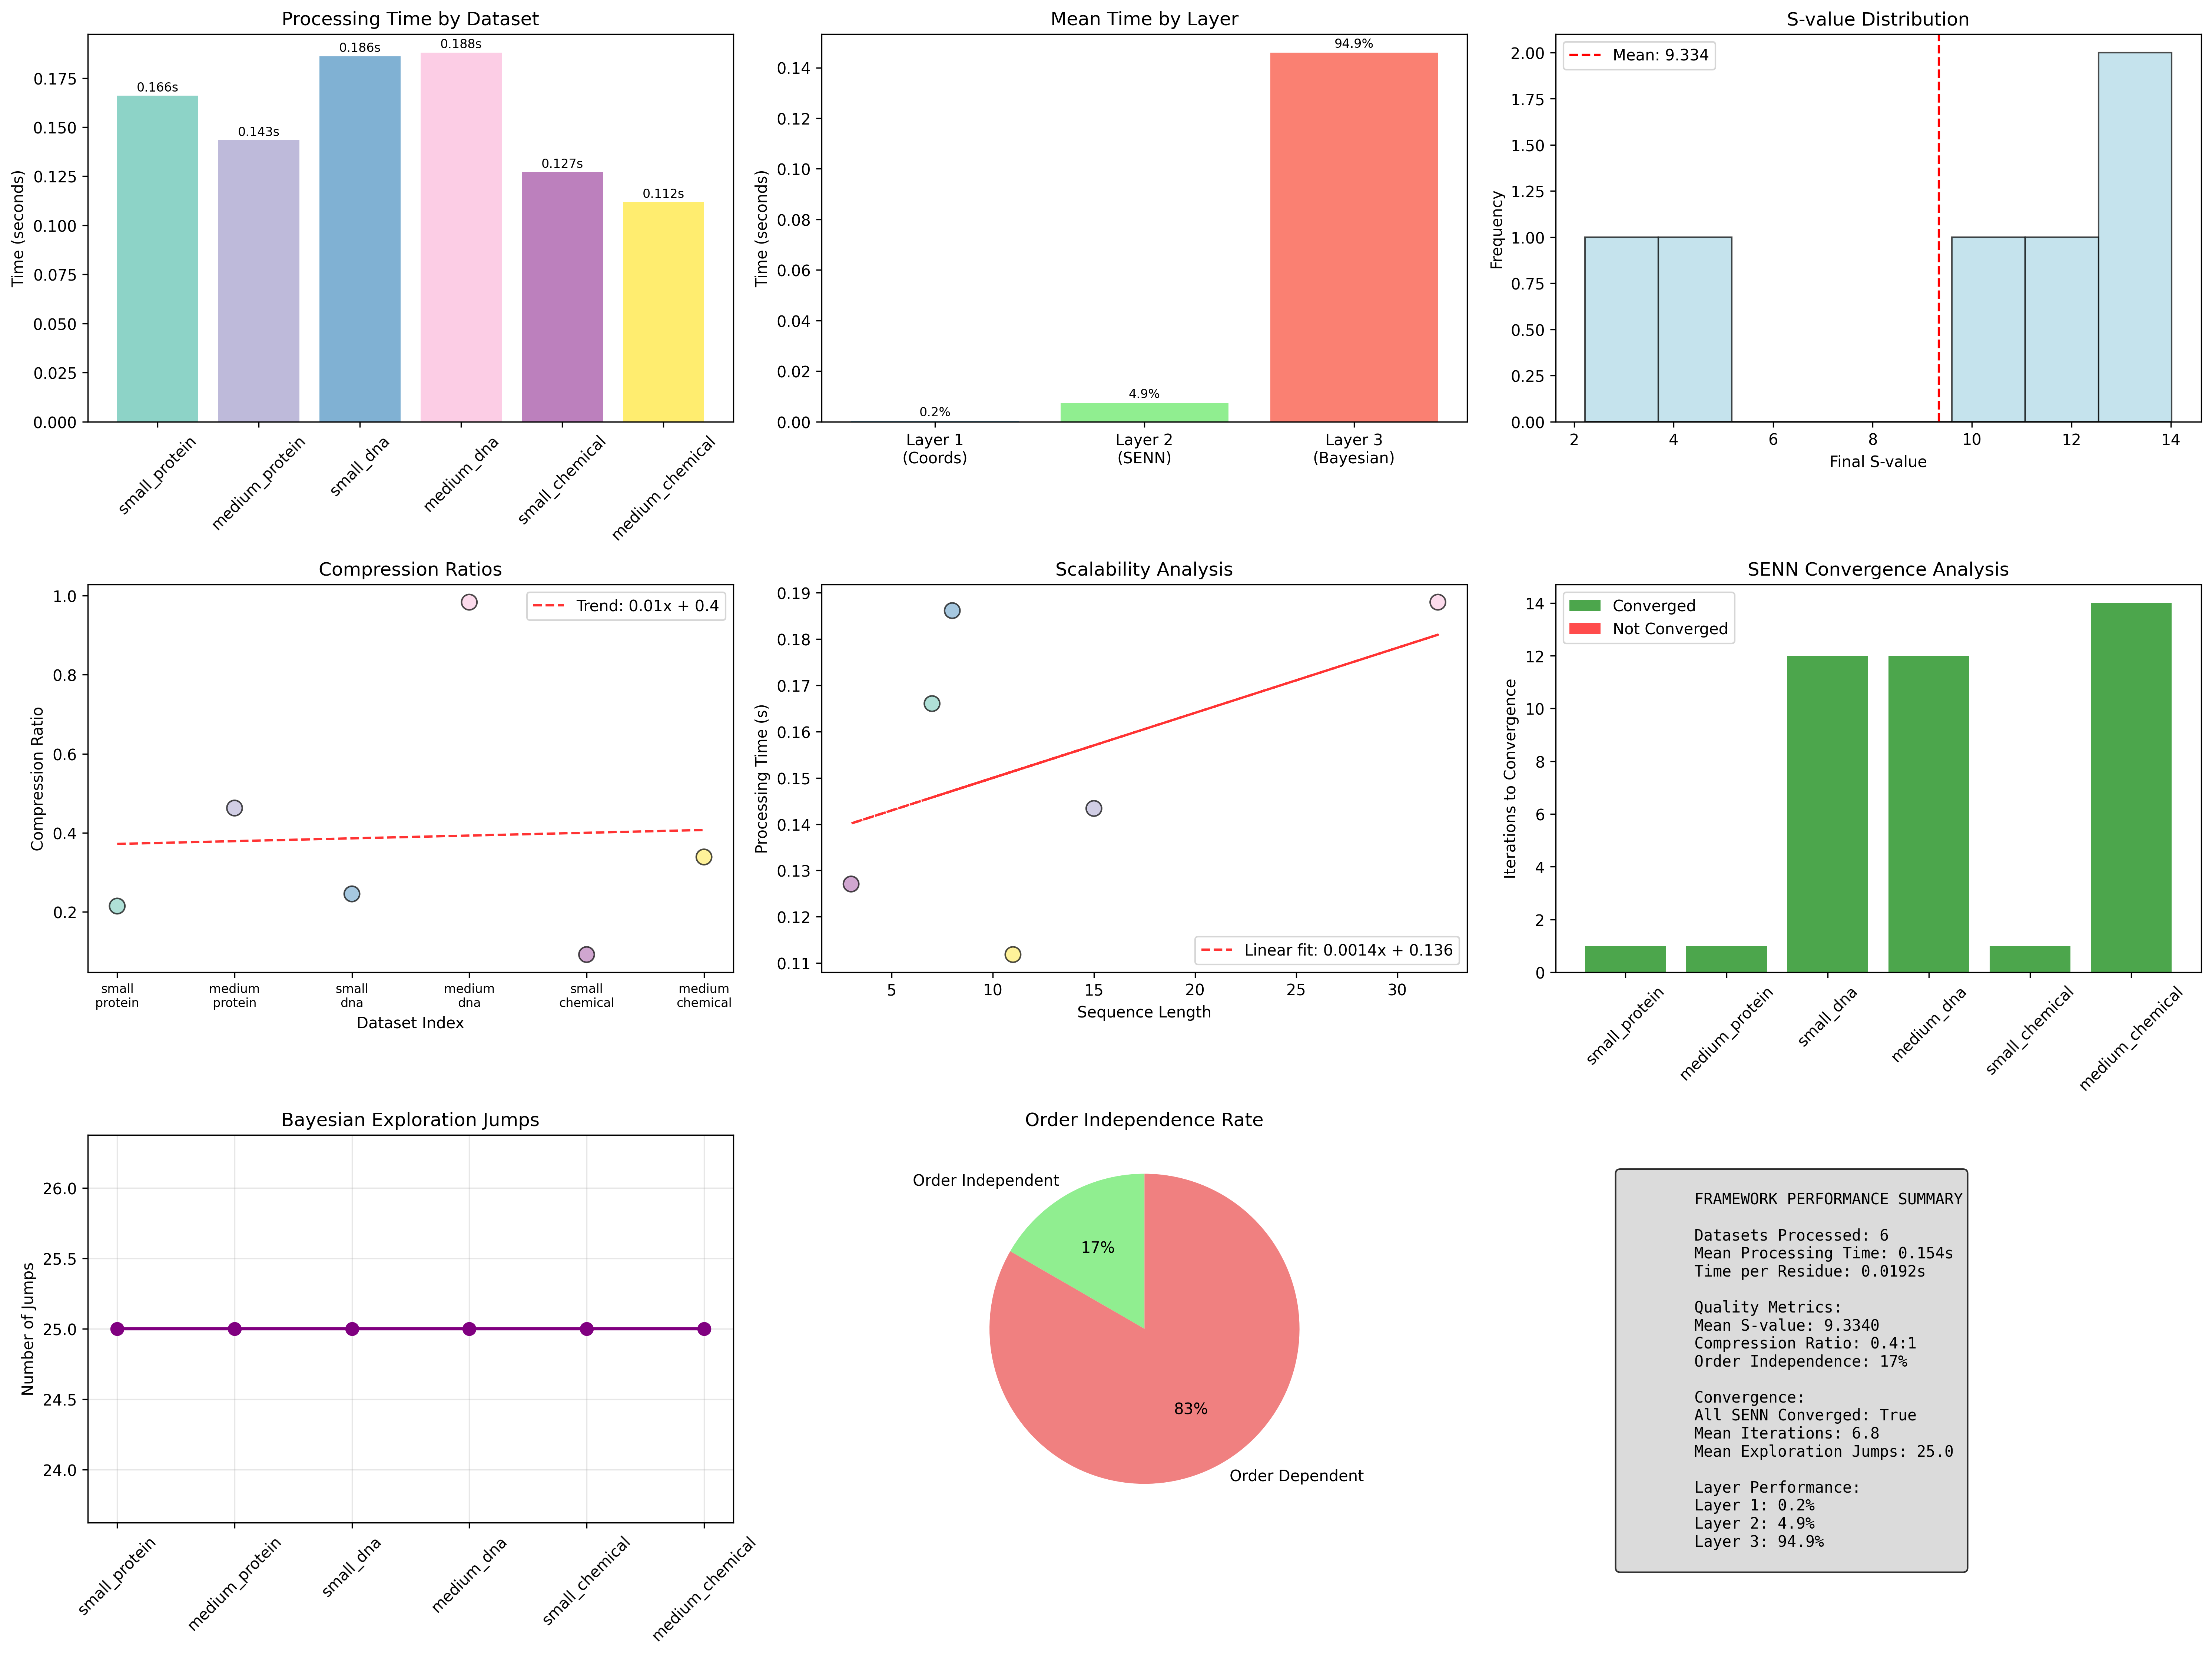 Processing Time by Dataset
Time (seconds)
0.175
0.150
0.125
0.100
0.075
0.050
0.025
0.000
0.166s
0.143s
0.186s
0.188s
0.127s
0.112s
small_protein
medium_protein
small_dna
medium_dna
small_chemical
medium_chemical
Mean Time by Layer
Time (seconds)
0.14
0.12
0.10
0.08
0.06
0.04
0.02
0.00
0.2%
4.9%
94.9%
Layer 1
(Coords)
Layer 2
(SENN)
Layer 3
(Bayesian)
S-value Distribution
Mean: 9.334
Frequency
2.00
1.75
1.50
1.25
1.00
0.75
0.50
0.25
0.00
2
4
6
8
10
12
14
Final S-value
Compression Ratios
Trend: 0.01x + 0.4
Compression Ratio
1.0
0.8
0.6
0.4
0.2
small
protein
medium
protein
small
dna
medium
dna
small
chemical
medium
chemical
Dataset Index
Scalability Analysis
Processing Time (s)
0.19
0.18
0.17
0.16
0.15
0.14
0.13
0.12
0.11
Linear fit: 0.0014x + 0.136
5
10
15
20
25
30
Sequence Length
SENN Convergence Analysis
Converged
Not Converged
Iterations to Convergence
14
12
10
8
6
4
2
0
small_protein
medium_protein
small_dna
medium_dna
small_chemical
medium_chemical
Bayesian Exploration Jumps
Number of Jumps
26.0
25.5
25.0
24.5
24.0
small_protein
medium_protein
small_dna
medium_dna
small_chemical
medium_chemical
Order Independence Rate
Order Independent
17%
83%
Order Dependent
FRAMEWORK PERFORMANCE SUMMARY
Datasets Processed: 6
Mean Processing Time: 0.154s
Time per Residue: 0.0192s
Quality Metrics:
Mean S-value: 9.3340
Compression Ratio: 0.4:1
Order Independence: 17%
Convergence:
All SENN Converged: True
Mean Iterations: 6.8
Mean Exploration Jumps: 25.0
Layer Performance:
Layer 1: 0.2%
Layer 2: 4.9%
Layer 3: 94.9%